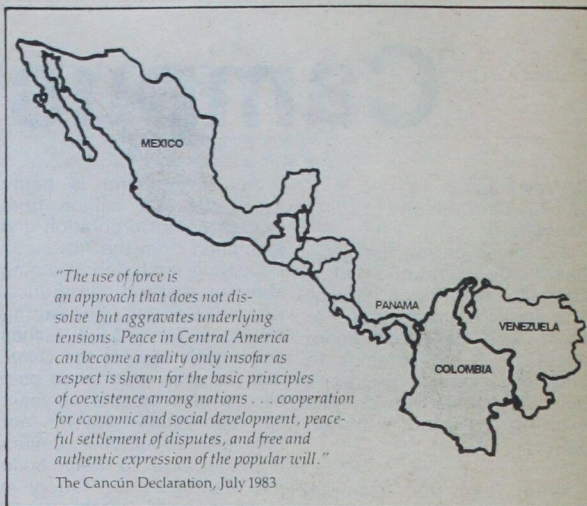 MEXICO
PANAMA
VENEZUELA
COLOMBIA
"The use of force is
an approach that does not dis-
solve but aggravates underlying
tensions. Peace in Central America
can become a reality only insofar as
respect is shown for the basic principles
of coexistence among nations . . . cooperation
for economic and social development, peace-
ful settlement of disputes, and free and
authentic expression of the popular will."
The Cancún Declaration, July 1983